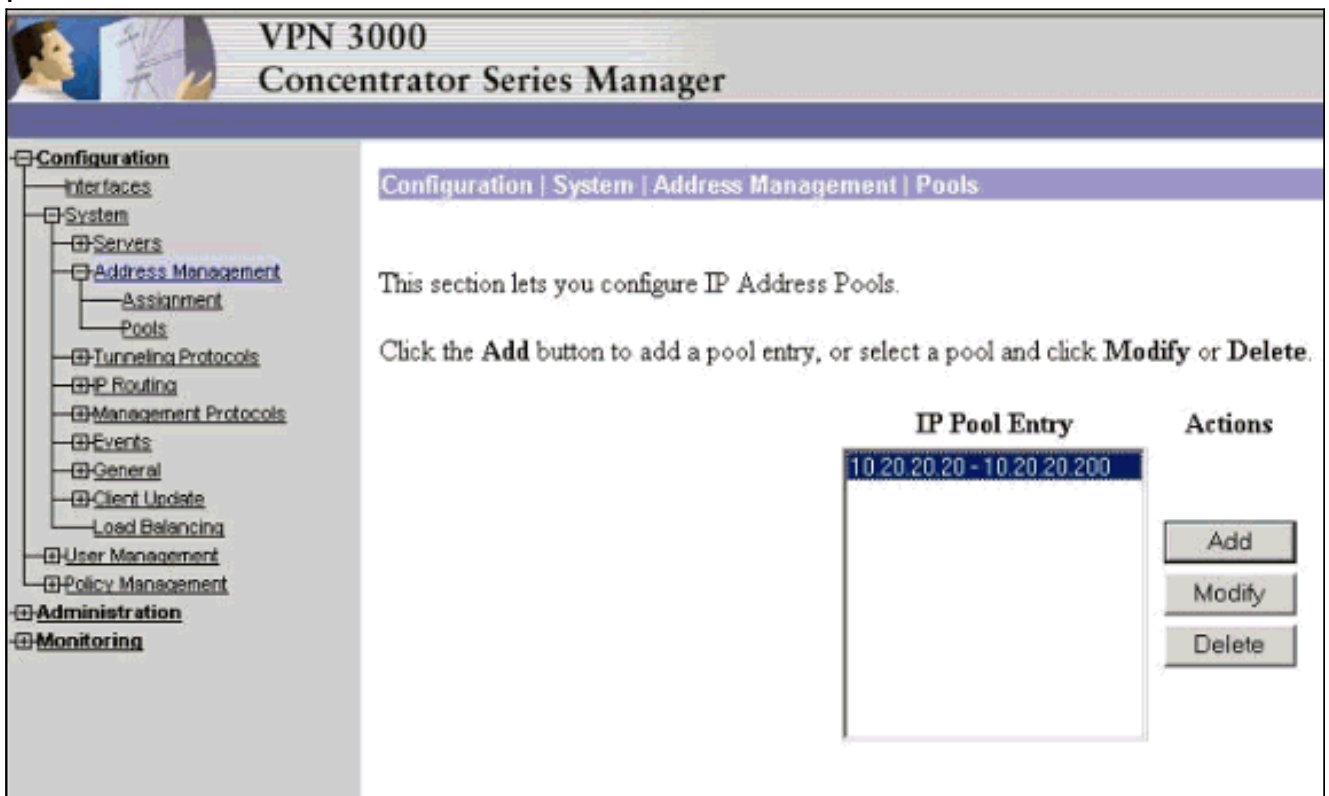 VPN 3000
Concentrator Series Manager
Configuration
Interfaces
System
Servers
Address Management
Assignment
Pools
Tunneling Protocols
IP Routing
Management Protocols
Events
General
Client Update
Load Balancing
User Management
Policy Management
Administration
Monitoring
Configuration | System | Address Management | Pools
This section lets you configure IP Address Pools.
Click the Add button to add a pool entry, or select a pool and click Modify or Delete.
IP Pool Entry
10.20.20.20 - 10.20.20.200
Actions
Add
Modify
Delete